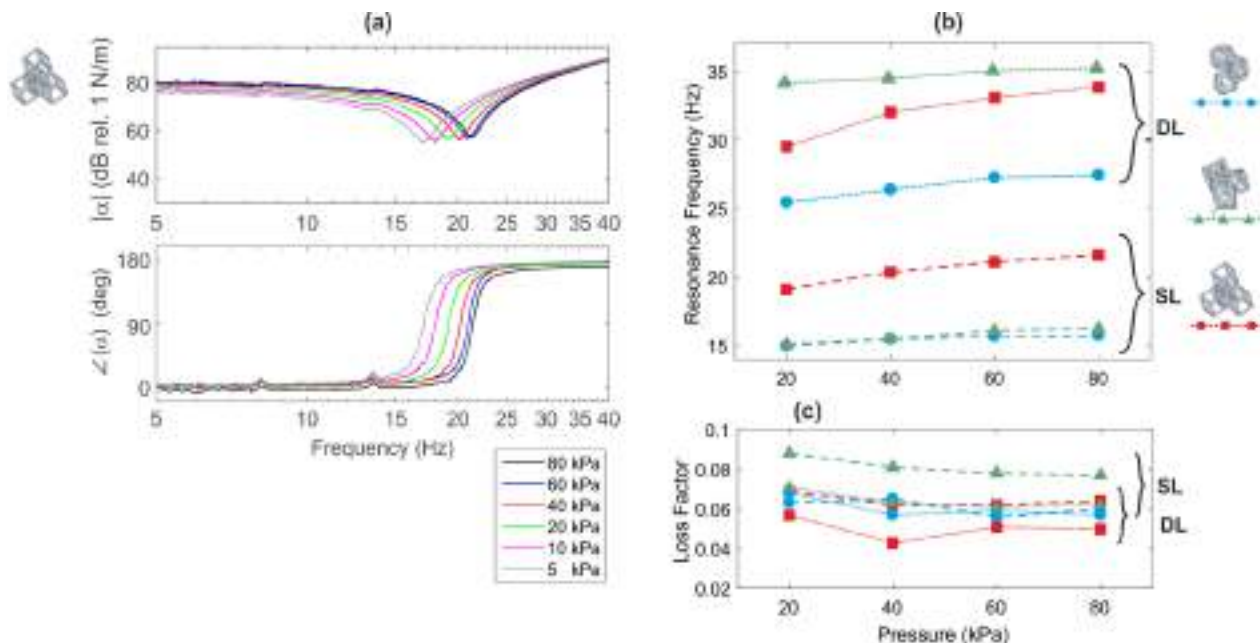 (a)
|α| (dB rel. 1 N/m)
80
60
40
5 10 15 20 25 30 35 40
∠(α) (deg)
180
90
0
5 10 15 20 25 30 35 40
Frequency (Hz)
80 kPa
60 kPa
40 kPa
20 kPa
10 kPa
5 kPa
(b)
Resonance Frequency (Hz)
35
30
25
20
15
20 40 60 80
DL
SL
(c)
Loss Factor
0.1
0.08
0.06
0.04
0.02
20 40 60 80
Pressure (kPa)
SL
DL